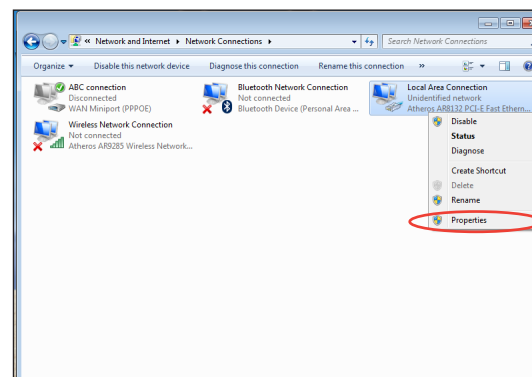 « Network and Internet ▸ Network Connections ▸
Search Network Connections
Organize ▾ Disable this network device Diagnose this connection Rename this connection »
ABC connection
Disconnected
WAN Miniport (PPPOE)
Bluetooth Network Connection
Not connected
Bluetooth Device (Personal Area ...
Local Area Connection
Unidentified network
Atheros AR8132 PCI-E Fast Ethern...
Wireless Network Connection
Not connected
Atheros AR9285 Wireless Network...
Disable
Status
Diagnose
Create Shortcut
Delete
Rename
Properties